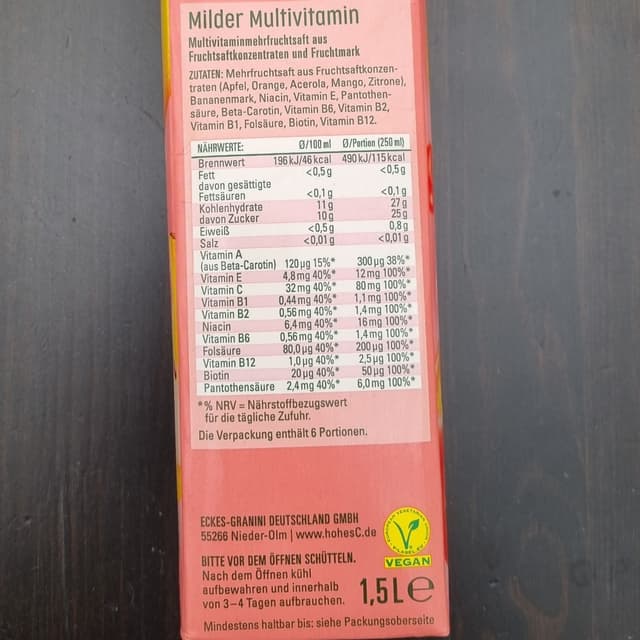 Milder Multivitamin
Multivitaminmehrfruchtsaft aus
Fruchtsaftkonzentraten und Fruchtmark
ZUTATEN: Mehrfruchtsaft aus Fruchtsaftkonzen-
traten (Apfel, Orange, Acerola, Mango, Zitrone),
Bananenmark, Niacin, Vitamin E, Pantothen-
säure, Beta-Carotin, Vitamin B6, Vitamin B2,
Vitamin B1, Folsäure, Biotin, Vitamin B12.
NÄHRWERTE: Ø/100 ml Ø/Portion (250 ml)
Brennwert 196 kJ/46 kcal 490 kJ/115 kcal
Fett <0,5 g <0,5 g
davon gesättigte
Fettsäuren <0,1 g <0,1 g
Kohlenhydrate 11 g 27 g
davon Zucker 10 g 25 g
Eiweiß <0,5 g 0,8 g
Salz <0,01 g <0,01 g
Vitamin A
(aus Beta-Carotin) 120 µg 15%* 300 µg 38%*
Vitamin E 4,8 mg 40%* 12 mg 100%*
Vitamin C 32 mg 40%* 80 mg 100%*
Vitamin B1 0,44 mg 40%* 1,1 mg 100%*
Vitamin B2 0,56 mg 40%* 1,4 mg 100%*
Niacin 6,4 mg 40%* 16 mg 100%*
Vitamin B6 0,56 mg 40%* 1,4 mg 100%*
Folsäure 80,0 µg 40%* 200 µg 100%*
Vitamin B12 1,0 µg 40%* 2,5 µg 100%*
Biotin 20 µg 40%* 50 µg 100%*
Pantothensäure 2,4 mg 40%* 6,0 mg 100%*
*% NRV = Nährstoffbezugswert
für die tägliche Zufuhr.
Die Verpackung enthält 6 Portionen.
ECKES-GRANINI DEUTSCHLAND GMBH
55266 Nieder-Olm | www.hohesC.de
BITTE VOR DEM ÖFFNEN SCHÜTTELN.
Nach dem Öffnen kühl
aufbewahren und innerhalb
von 3–4 Tagen aufbrauchen.
VEGAN
1,5 L e
Mindestens haltbar bis: siehe Packungsoberseite